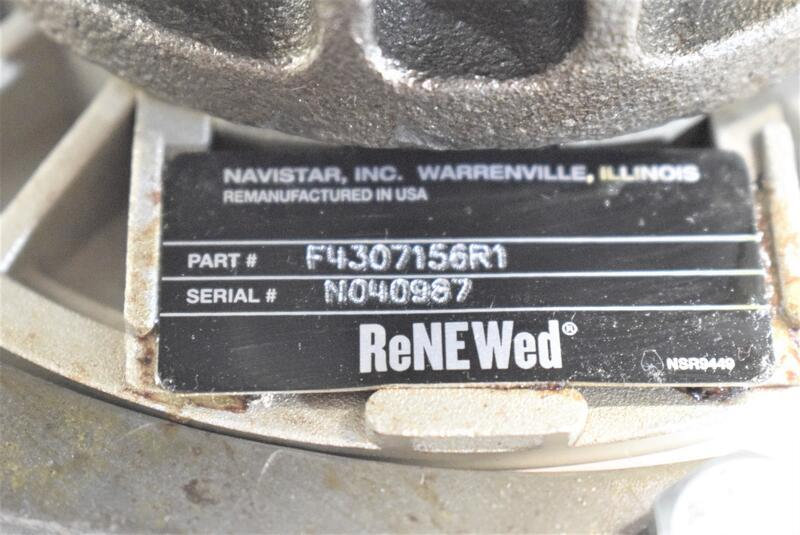 NAVISTAR, INC. WARRENVILLE, ILLINOIS
REMANUFACTURED IN USA
PART # F4307156R1
SERIAL # N040987
ReNEWed®
NSR9449